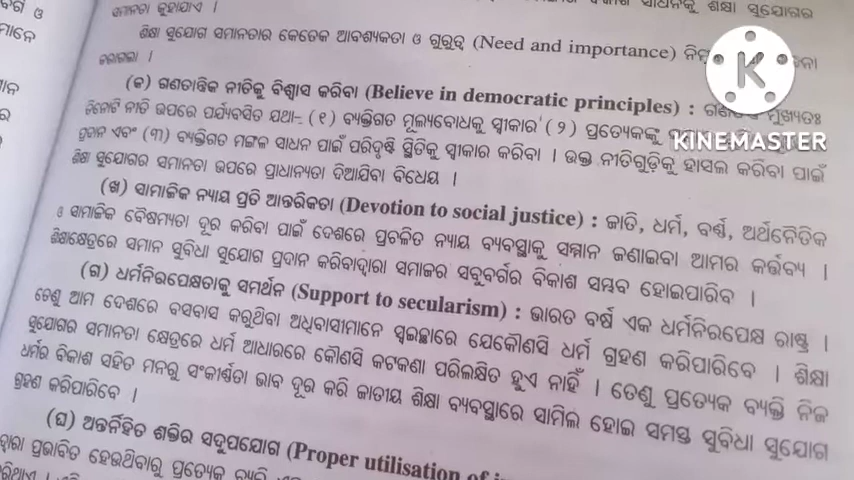 ସମାନତା କୁହାଯାଏ ।
ଶିକ୍ଷା ସୁଯୋଗର
ଶିକ୍ଷା ସୁଯୋଗ ସମାନତାର କେତେକ ଆବଶ୍ୟକତା ଓ ଗୁରୁତ୍ୱ (Need and importance)
କରାଗଲା ।
(କ) ଗଣତାନ୍ତିକ ନୀତିକୁ ବିଶ୍ୱାସ କରିବା (Believe in democratic principles) : ମୁଖ୍ୟତଃ
ତିନୋଟି ନୀତି ଉପରେ ପର୍ଯ୍ୟବସିତ ଯଥା– (୧) ବ୍ୟକ୍ତିଗତ ମୂଲ୍ୟବୋଧକୁ ସ୍ୱୀକାର (୨) ପ୍ରତ୍ୟେକଙ୍କୁ
ପ୍ରଦାନ ଏବଂ (୩) ବ୍ୟକ୍ତିଗତ ମଙ୍ଗଳ ସାଧନ ପାଇଁ ପରିଦୃଷ୍ଟି ସ୍ଥିତିକୁ ସ୍ୱୀକାର କରିବା । ଉକ୍ତ ନୀତିଗୁଡ଼ିକୁ ହାସଲ କରିବା ପାଇଁ
ଶିକ୍ଷା ସୁଯୋଗର ସମାନତା ଉପରେ ପ୍ରାଧାନ୍ୟତା ଦିଆଯିବା ବିଧେୟ ।
(ଖ) ସାମାଜିକ ନ୍ୟାୟ ପ୍ରତି ଆନ୍ତରିକତା (Devotion to social justice) : ଜାତି, ଧର୍ମ, ବର୍ଣ୍ଣ, ଅର୍ଥନୈତିକ
ଓ ସାମାଜିକ ବୈଷମ୍ୟତା ଦୂର କରିବା ପାଇଁ ଦେଶରେ ପ୍ରଚଳିତ ନ୍ୟାୟ ବ୍ୟବସ୍ଥାକୁ ସମ୍ମାନ ଜଣାଇବା ଆମର କର୍ତ୍ତବ୍ୟ ।
ଶିକ୍ଷାକ୍ଷେତ୍ରରେ ସମାନ ସୁବିଧା ସୁଯୋଗ ପ୍ରଦାନ କରିବାଦ୍ୱାରା ସମାଜର ସବୁବର୍ଗର ବିକାଶ ସମ୍ଭବ ହୋଇପାରିବ ।
(ଗ) ଧର୍ମନିରପେକ୍ଷତାକୁ ସମର୍ଥନ (Support to secularism) : ଭାରତ ବର୍ଷ ଏକ ଧର୍ମନିରପେକ୍ଷ ରାଷ୍ଟ୍ର ।
ତେଣୁ ଆମ ଦେଶରେ ବସବାସ କରୁଥିବା ଅଧିବାସୀମାନେ ସ୍ୱଇଚ୍ଛାରେ ଯେକୌଣସି ଧର୍ମ ଗ୍ରହଣ କରିପାରିବେ । ଶିକ୍ଷା
ସୁଯୋଗର ସମାନତା କ୍ଷେତ୍ରରେ ଧର୍ମ ଆଧାରରେ କୌଣସି କଟକଣା ପରିଲକ୍ଷିତ ହୁଏ ନାହିଁ । ତେଣୁ ପ୍ରତ୍ୟେକ ବ୍ୟକ୍ତି ନିଜ
ଧର୍ମର ବିକାଶ ସହିତ ମନରୁ ସଂକୀର୍ଣ୍ଣତା ଭାବ ଦୂର କରି ଜାତୀୟ ଶିକ୍ଷା ବ୍ୟବସ୍ଥାରେ ସାମିଲ ହୋଇ ସମସ୍ତ ସୁବିଧା ସୁଯୋଗ
ଗ୍ରହଣ କରିପାରିବେ ।
(ଘ) ଅନ୍ତର୍ନିହିତ ଶକ୍ତିର ସଦୁପଯୋଗ (Proper utilisation of
ପ୍ରଭାବିତ ହେଉଥିବାରୁ ପ୍ରତ୍ୟେକ
K
KINEMASTER